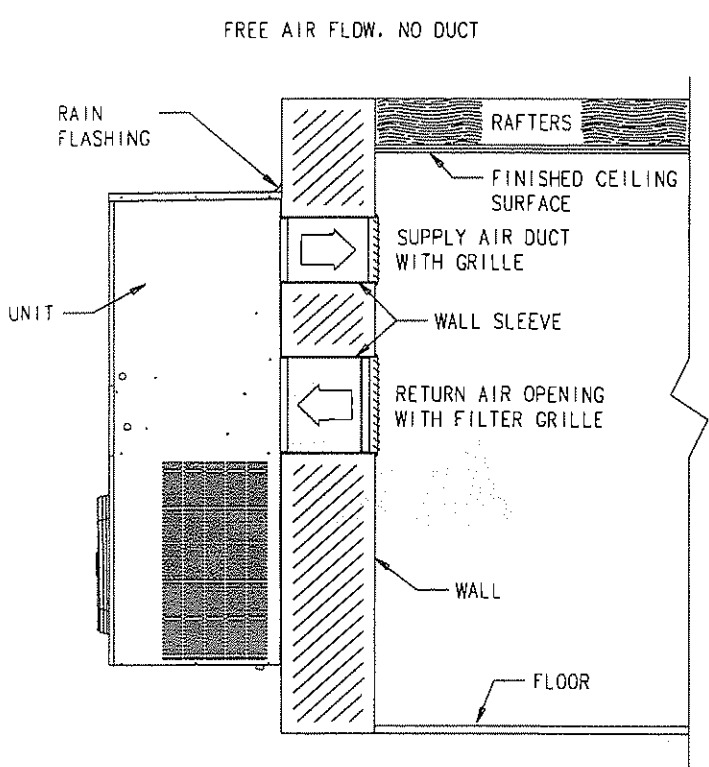 FREE AIR FLOW. NO DUCT
RAIN
FLASHING
RAFTERS
FINISHED CEILING
SURFACE
SUPPLY AIR DUCT
WITH GRILLE
UNIT
WALL SLEEVE
RETURN AIR OPENING
WITH FILTER GRILLE
WALL
FLOOR